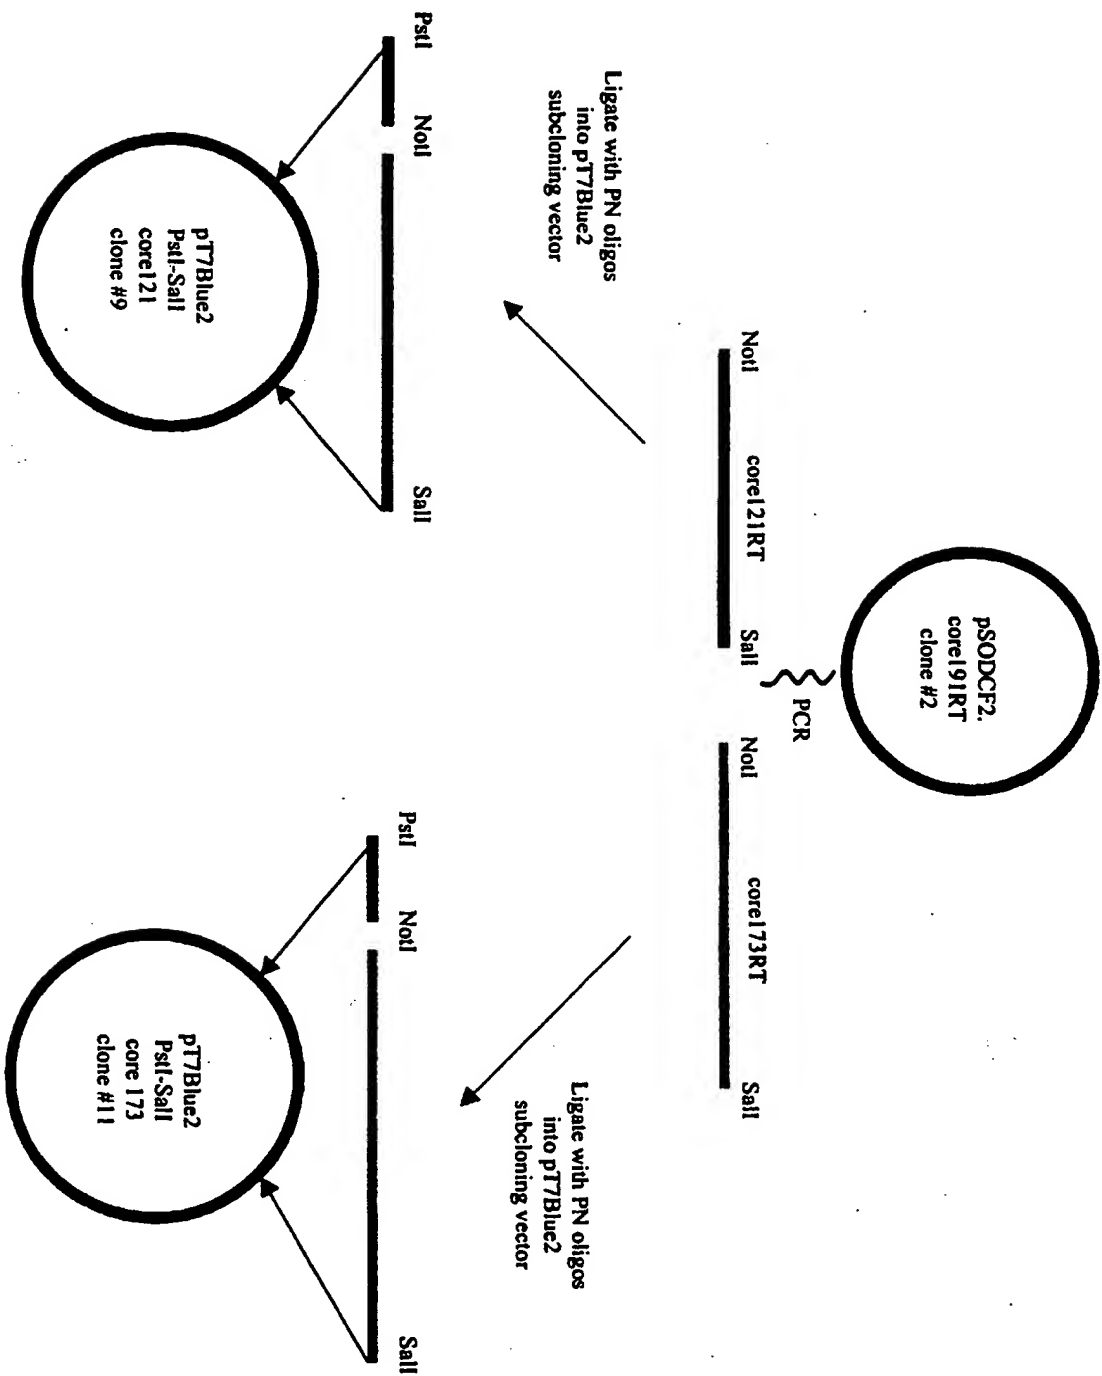 pSODCF2.
core191RT
clone #2
PCR
NotI
core121RT
SalI
NotI
core173RT
SalI
Ligate with PN oligos
into pT7Blue2
subcloning vector
Ligate with PN oligos
into pT7Blue2
subcloning vector
PstI
NotI
SalI
PstI
NotI
SalI
pT7Blue2
PstI-SalI
core121
clone #9
pT7Blue2
PstI-SalI
core 173
clone #11